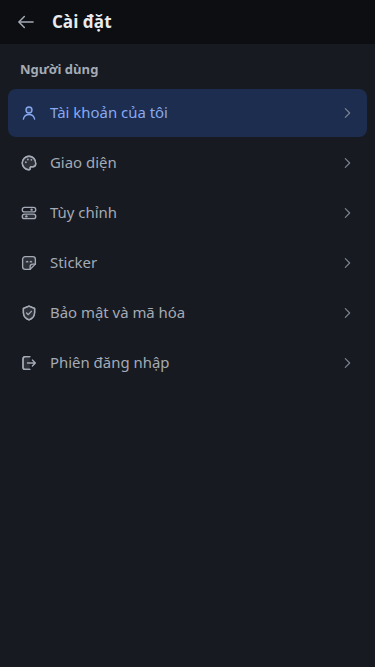 Cài đặt
Người dùng
Tài khoản của tôi
Giao diện
Tùy chỉnh
Sticker
Bảo mật và mã hóa
Phiên đăng nhập